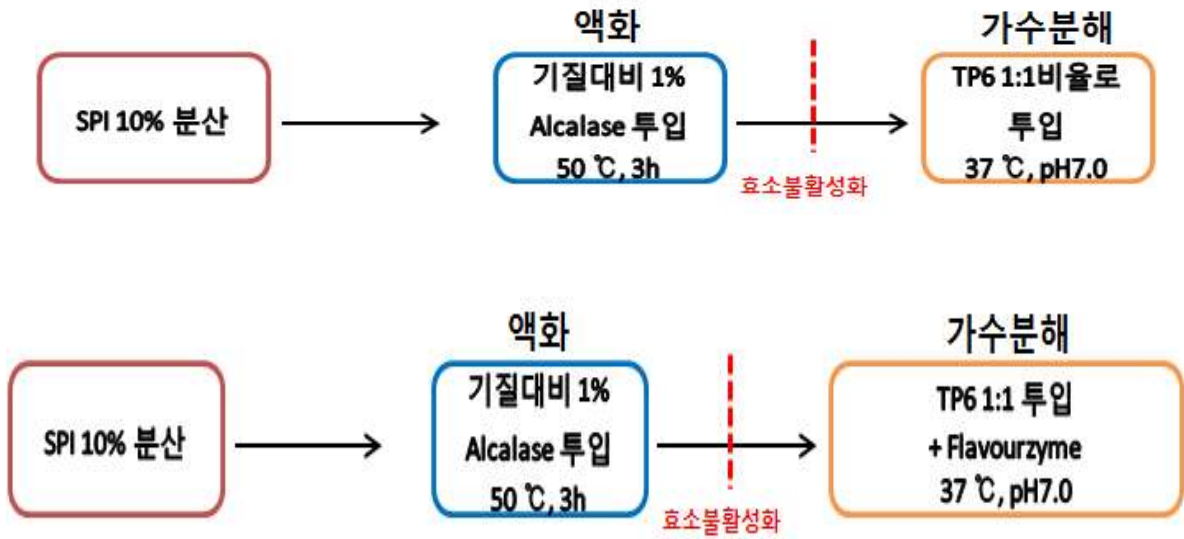 액화
가수분해
SPI 10% 분산
기질대비 1%
Alcalase 투입
50 ℃, 3h
효소불활성화
TP6 1:1비율로
투입
37 ℃, pH7.0
액화
가수분해
SPI 10% 분산
기질대비 1%
Alcalase 투입
50 ℃, 3h
효소불활성화
TP6 1:1 투입
+ Flavourzyme
37 ℃, pH7.0